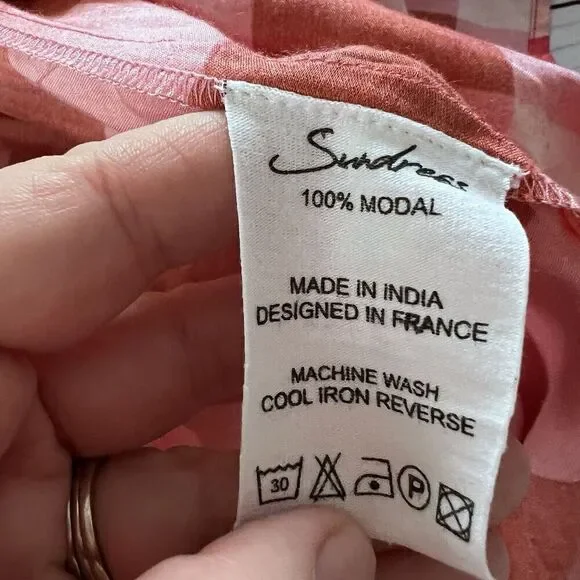 Sundress
100% MODAL
MADE IN INDIA
DESIGNED IN FRANCE
MACHINE WASH
COOL IRON REVERSE
30 P